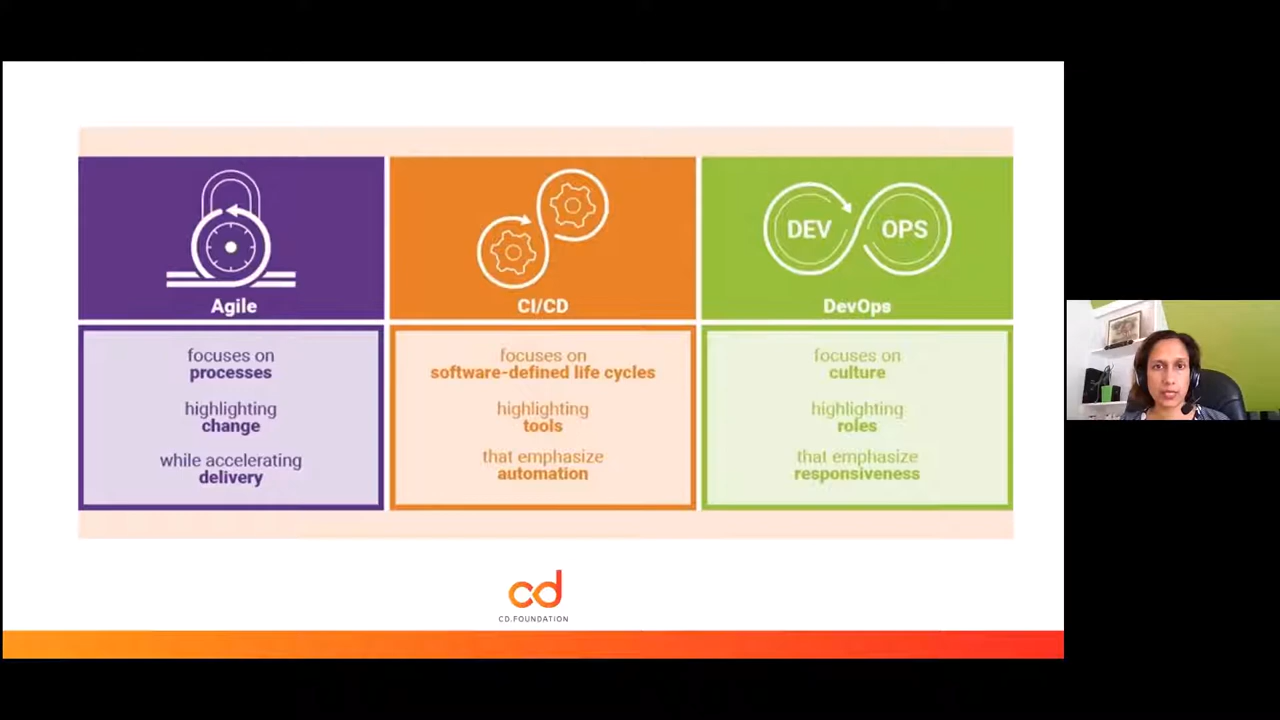 Agile
focuses on
processes
highlighting
change
while accelerating
delivery
CI/CD
focuses on
software-defined life cycles
highlighting
tools
that emphasize
automation
DEV OPS
DevOps
focuses on
culture
highlighting
roles
that emphasize
responsiveness
cd
CD.FOUNDATION